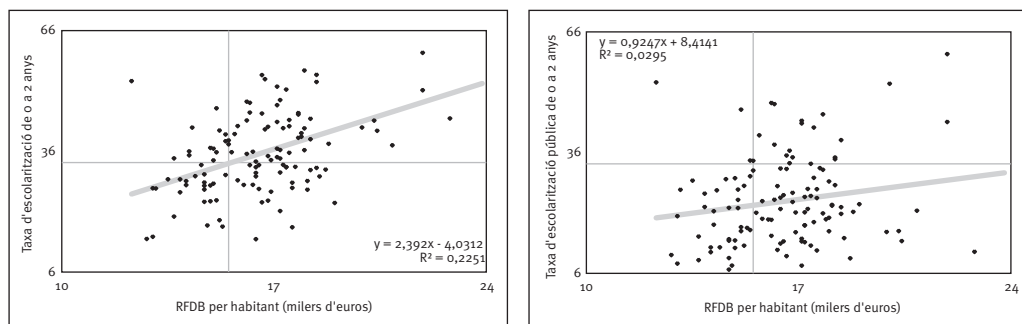 66
Taxa d'escolarització de 0 a 2 anys
36
y = 2,392x - 4,0312
R² = 0,2251
6
10
17
24
RFDB per habitant (milers d'euros)
66
y = 0,9247x + 8,4141
R² = 0,0295
Taxa d'escolarització pública de 0 a 2 anys
36
6
10
17
24
RFDB per habitant (milers d'euros)